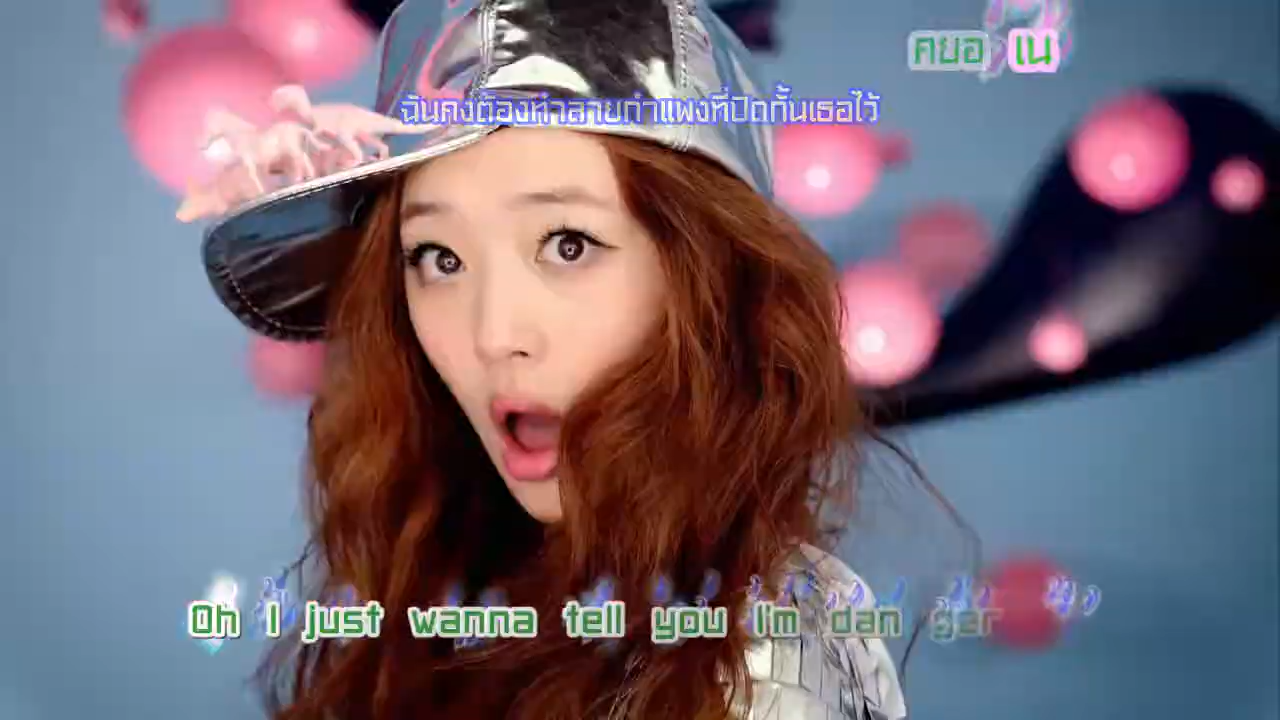 คยอ เน
ฉันคงต้องทำลายกำแพงที่ปิดกั้นเธอไว้
Oh I just wanna tell you I'm dan ger